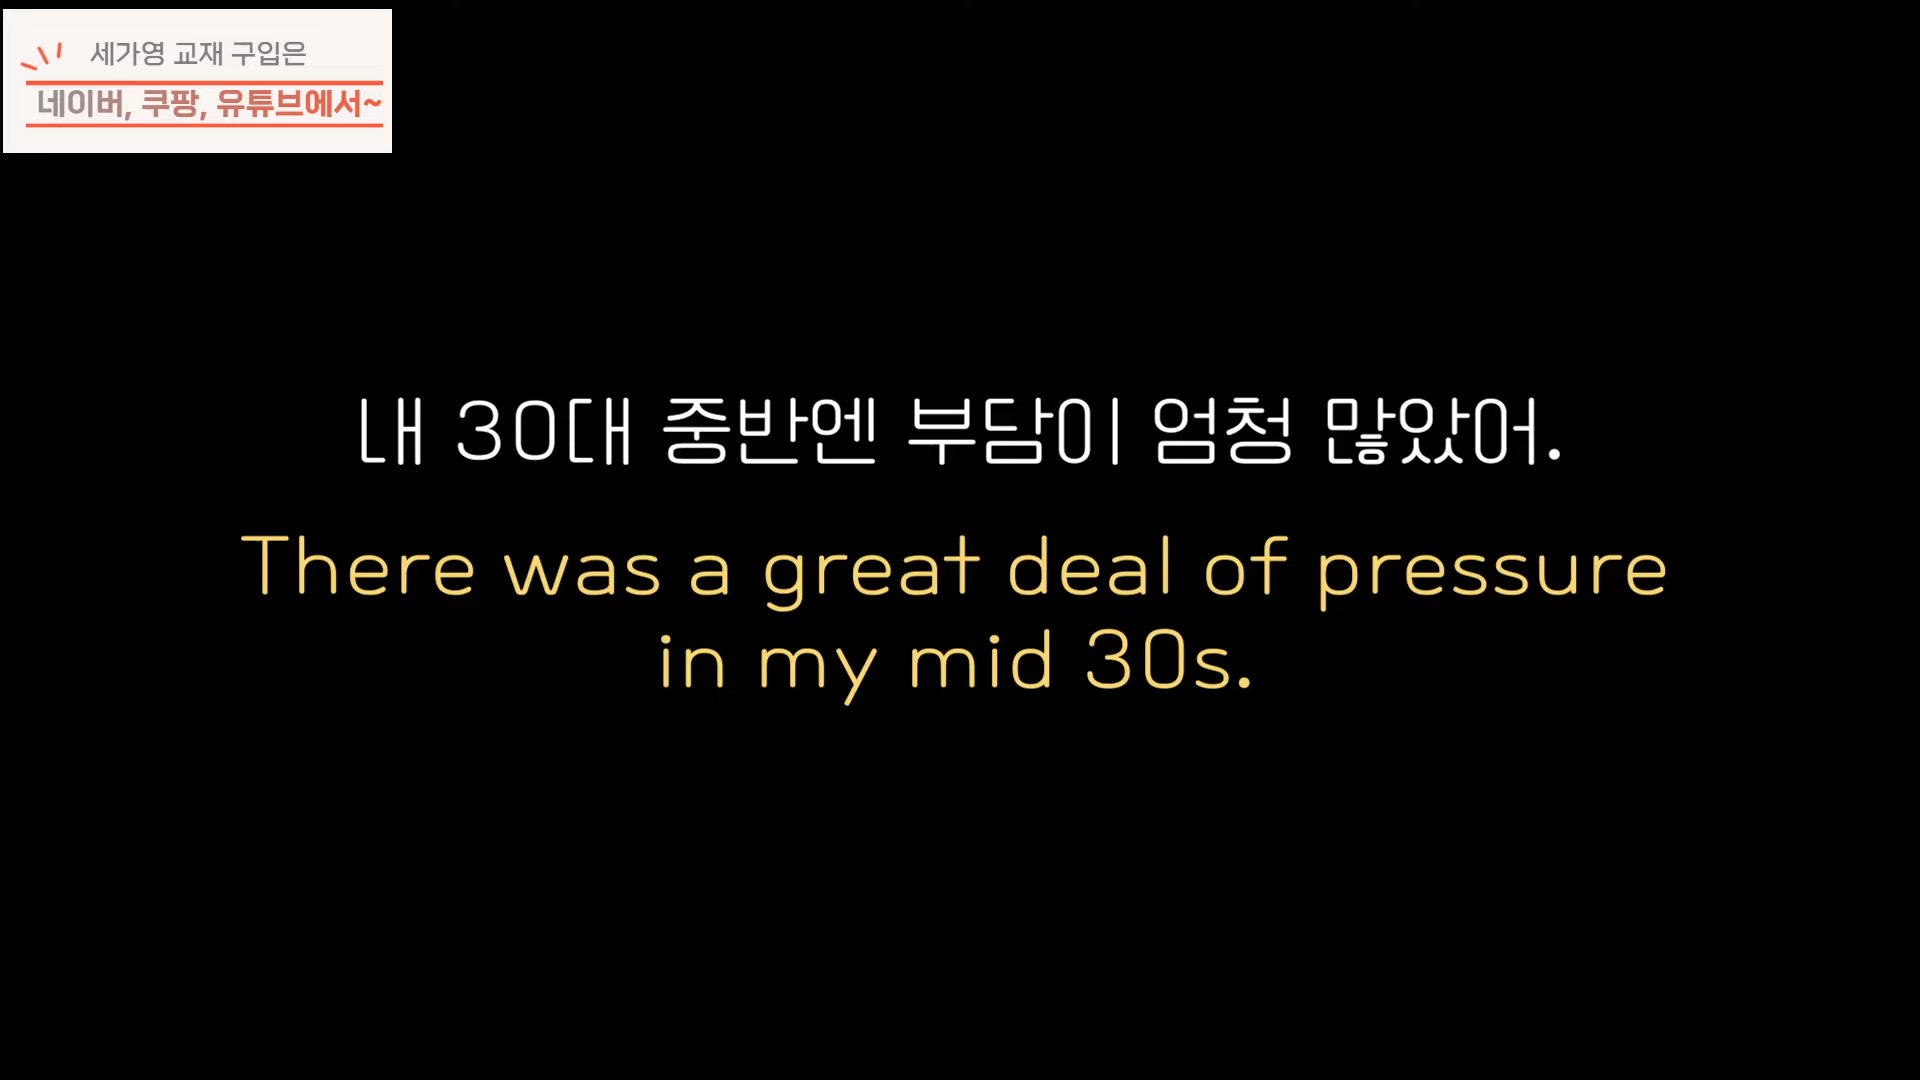 세가영 교재 구입은
네이버, 쿠팡, 유튜브에서~
내 30대 중반엔 부담이 엄청 많았어.
There was a great deal of pressure
in my mid 30s.